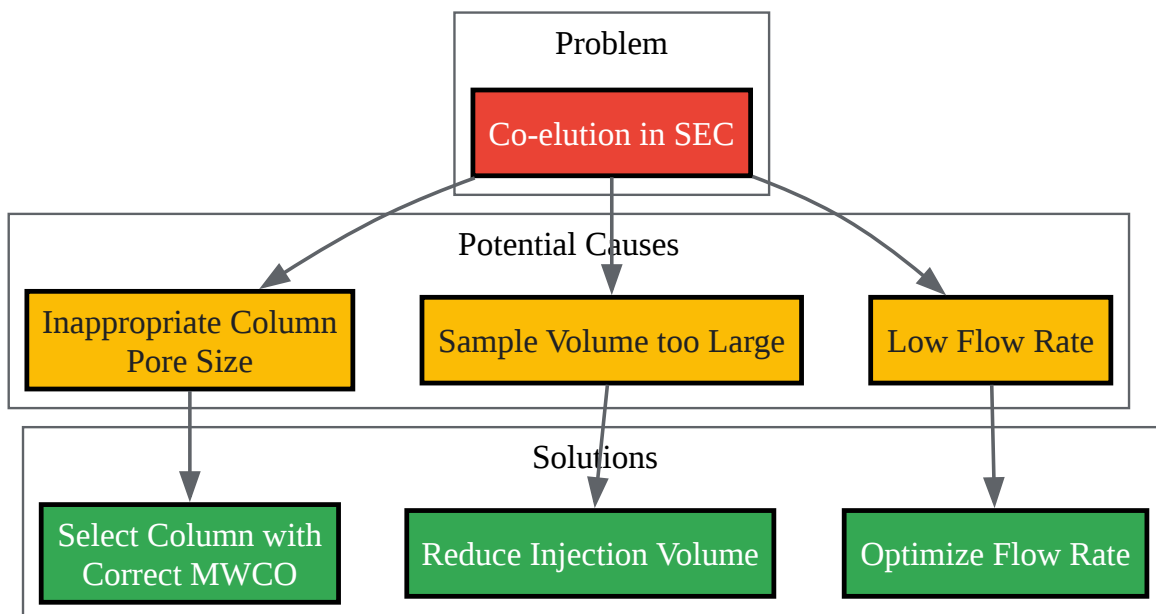 Problem
Co-elution in SEC
Potential Causes
Inappropriate Column
Pore Size
Sample Volume too Large
Low Flow Rate
Solutions
Select Column with
Correct MWCO
Reduce Injection Volume
Optimize Flow Rate